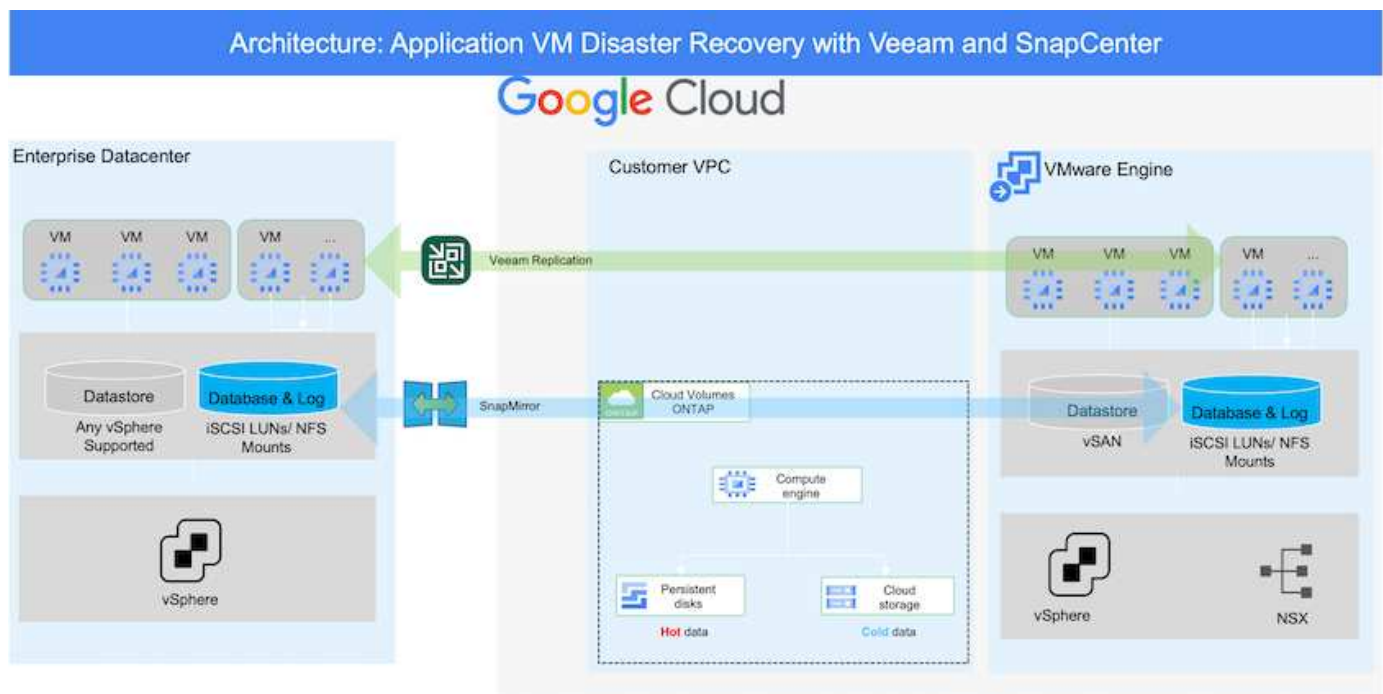 Architecture: Application VM Disaster Recovery with Veeam and SnapCenter
Google Cloud
Enterprise Datacenter
VM
VM
VM
VM
...
Datastore
Any vSphere
Supported
Database & Log
iSCSI LUNs/ NFS
Mounts
vSphere
Veeam Replication
SnapMirror
Customer VPC
ONTAP
Cloud Volumes
ONTAP
Compute
engine
Persistent
disks
Hot data
Cloud
storage
Cold data
VMware Engine
VM
VM
VM
VM
...
Datastore
vSAN
Database & Log
iSCSI LUNs/ NFS
Mounts
vSphere
NSX